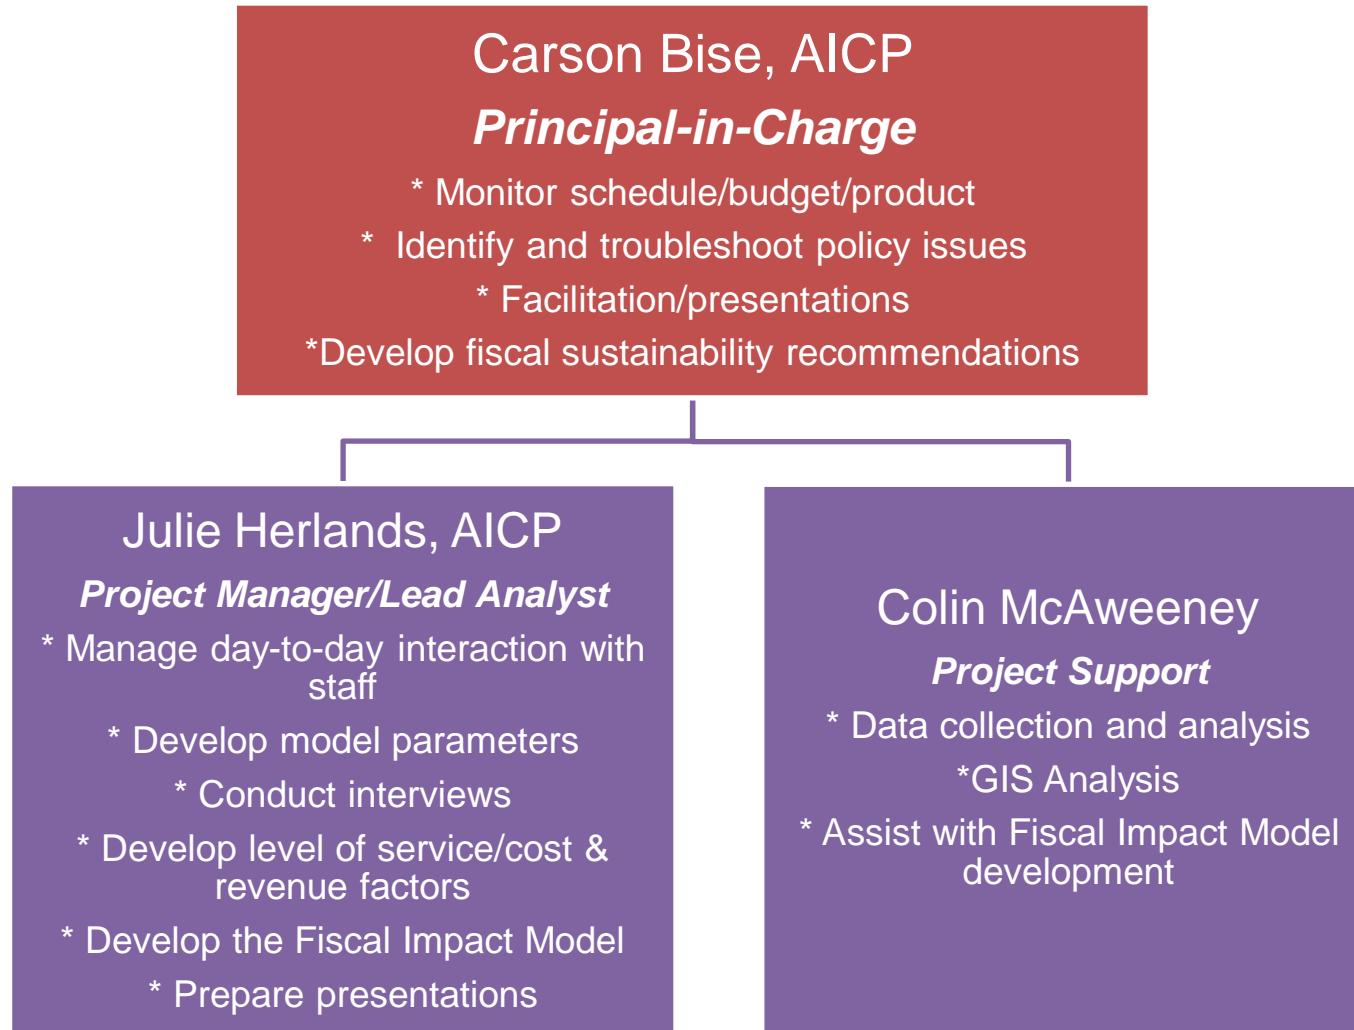 Carson Bise, AICP
Principal-in-Charge
* Monitor schedule/budget/product
* Identify and troubleshoot policy issues
* Facilitation/presentations
*Develop fiscal sustainability recommendations
Julie Herlands, AICP
Project Manager/Lead Analyst
* Manage day-to-day interaction with
staff
* Develop model parameters
* Conduct interviews
* Develop level of service/cost &
revenue factors
* Develop the Fiscal Impact Model
* Prepare presentations
Colin McAweeney
Project Support
* Data collection and analysis
*GIS Analysis
* Assist with Fiscal Impact Model
development